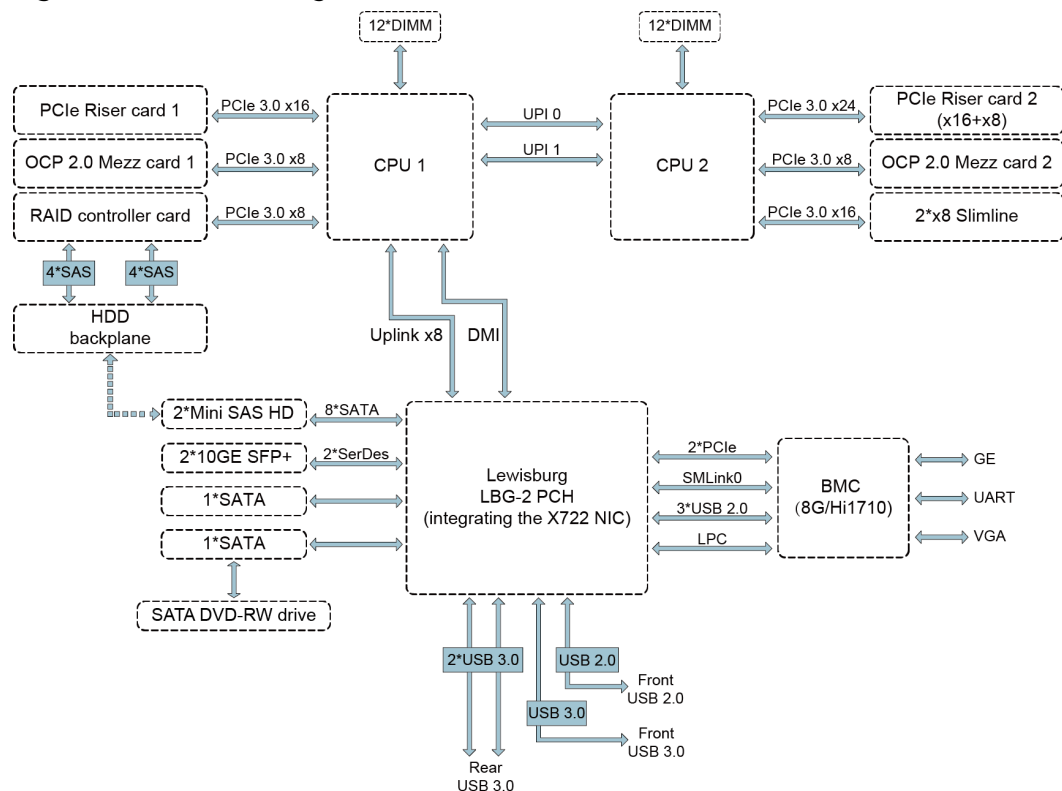 12*DIMM
12*DIMM
PCIe Riser card 1
PCIe 3.0 x16
CPU 1
UPI 0
UPI 1
CPU 2
PCIe 3.0 x24
PCIe Riser card 2
(x16+x8)
OCP 2.0 Mezz card 1
PCIe 3.0 x8
PCIe 3.0 x8
OCP 2.0 Mezz card 2
RAID controller card
PCIe 3.0 x8
PCIe 3.0 x16
2*x8 Slimline
4*SAS
4*SAS
HDD
backplane
Uplink x8
DMI
2*Mini SAS HD
8*SATA
2*10GE SFP+
2*SerDes
1*SATA
1*SATA
SATA DVD-RW drive
Lewisburg
LBG-2 PCH
(integrating the X722 NIC)
2*PCIe
SMLink0
3*USB 2.0
LPC
BMC
(8G/Hi1710)
GE
UART
VGA
2*USB 3.0
USB 2.0
Front
USB 2.0
USB 3.0
Front
USB 3.0
Rear
USB 3.0